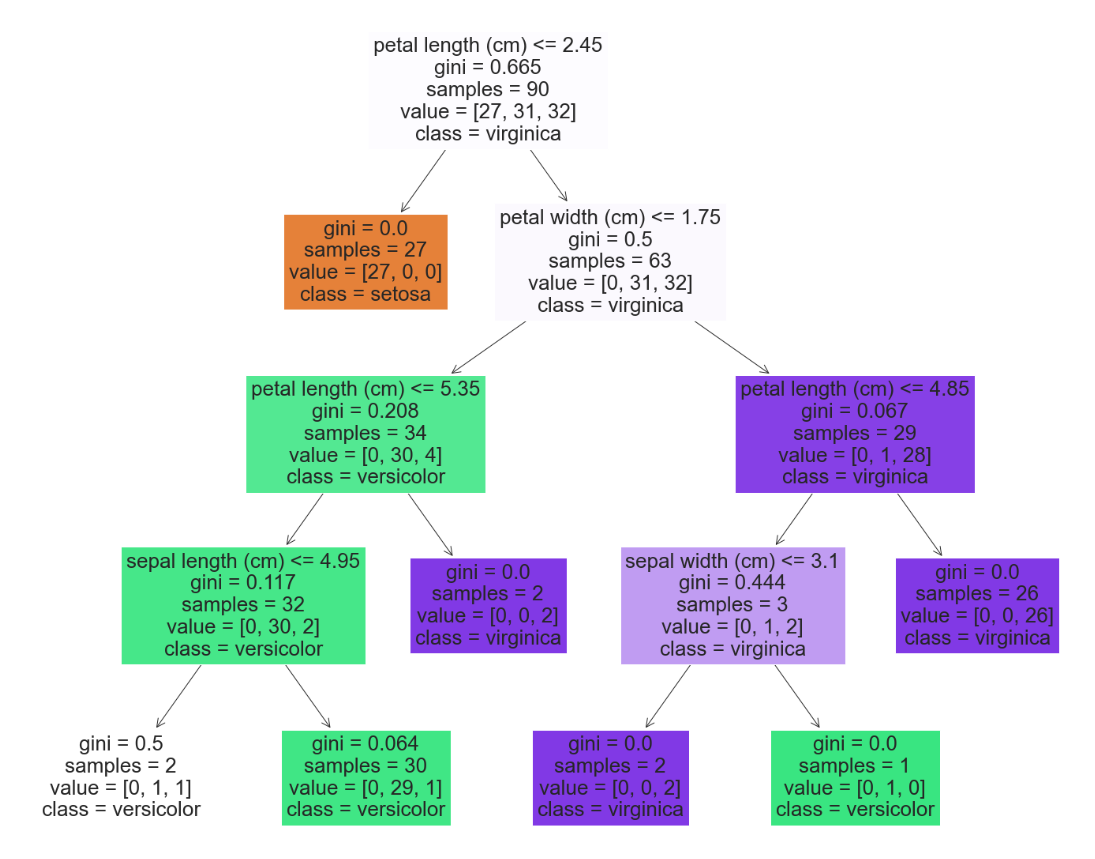 petal length (cm) <= 2.45
gini = 0.665
samples = 90
value = [27, 31, 32]
class = virginica
gini = 0.0
samples = 27
value = [27, 0, 0]
class = setosa
petal width (cm) <= 1.75
gini = 0.5
samples = 63
value = [0, 31, 32]
class = virginica
petal length (cm) <= 5.35
gini = 0.208
samples = 34
value = [0, 30, 4]
class = versicolor
petal length (cm) <= 4.85
gini = 0.067
samples = 29
value = [0, 1, 28]
class = virginica
sepal length (cm) <= 4.95
gini = 0.117
samples = 32
value = [0, 30, 2]
class = versicolor
gini = 0.0
samples = 2
value = [0, 0, 2]
class = virginica
sepal width (cm) <= 3.1
gini = 0.444
samples = 3
value = [0, 1, 2]
class = virginica
gini = 0.0
samples = 26
value = [0, 0, 26]
class = virginica
gini = 0.5
samples = 2
value = [0, 1, 1]
class = versicolor
gini = 0.064
samples = 30
value = [0, 29, 1]
class = versicolor
gini = 0.0
samples = 2
value = [0, 0, 2]
class = virginica
gini = 0.0
samples = 1
value = [0, 1, 0]
class = versicolor